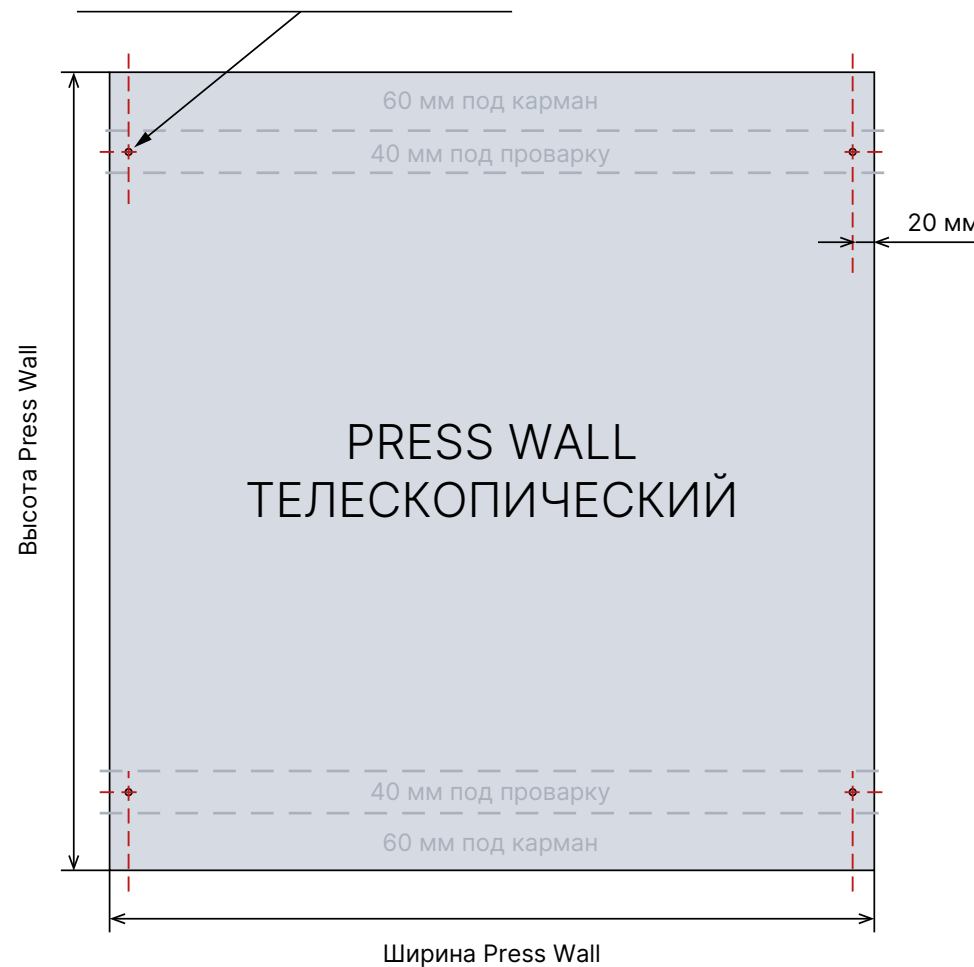 60 мм под карман
40 мм под проварку
20 мм
Высота Press Wall
PRESS WALL
ТЕЛЕСКОПИЧЕСКИЙ
40 мм под проварку
60 мм под карман
Ширина Press Wall